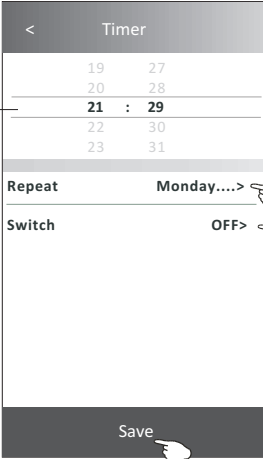 < Timer
19 27
20 28
21 : 29
22 30
23 31
Repeat Monday....>
Switch OFF>
Save